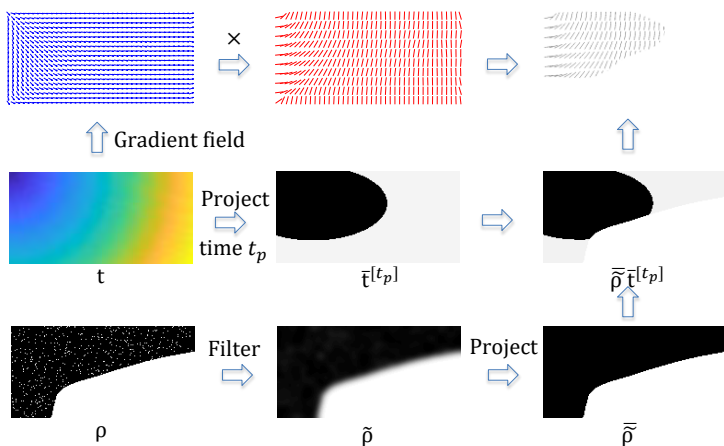 ×
Gradient field
Project
time t_p
t
t̄^[t_p]
ρ̿̃ t̄^[t_p]
Filter
Project
ρ
ρ̃
ρ̿̃